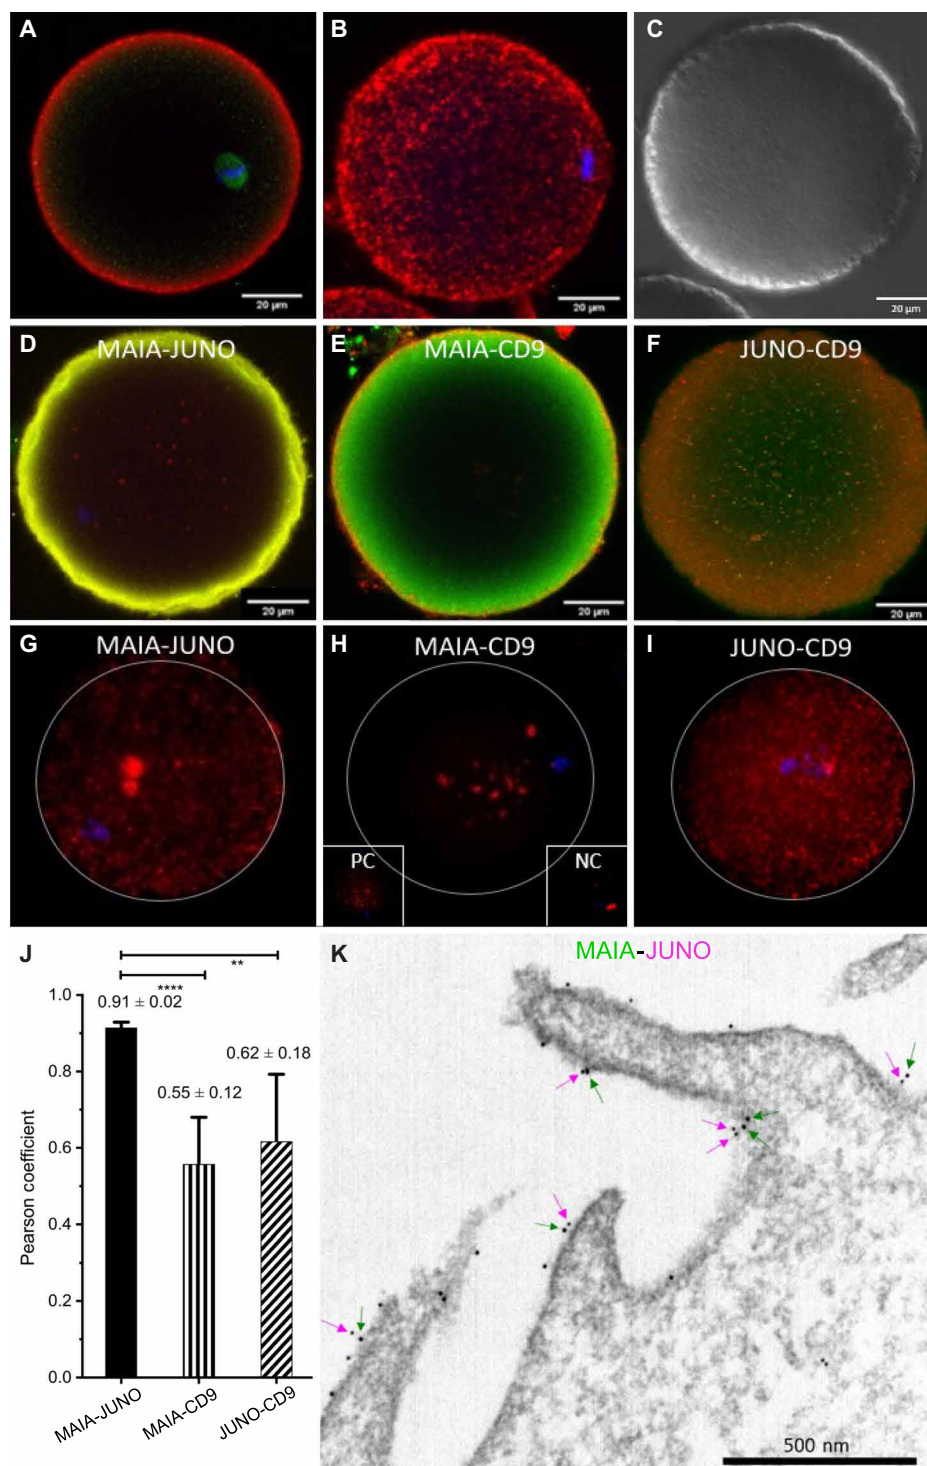 A
B
C
20 µm
20 µm
20 µm
D
MAIA-JUNO
E
MAIA-CD9
F
JUNO-CD9
20 µm
20 µm
20 µm
G
MAIA-JUNO
H
MAIA-CD9
I
JUNO-CD9
PC
NC
J
**
****
1.0
0.91 ± 0.02
0.8
0.62 ± 0.18
0.55 ± 0.12
0.6
0.4
0.2
0.0
Pearson coefficient
MAIA-JUNO
MAIA-CD9
JUNO-CD9
K
MAIA-JUNO
500 nm